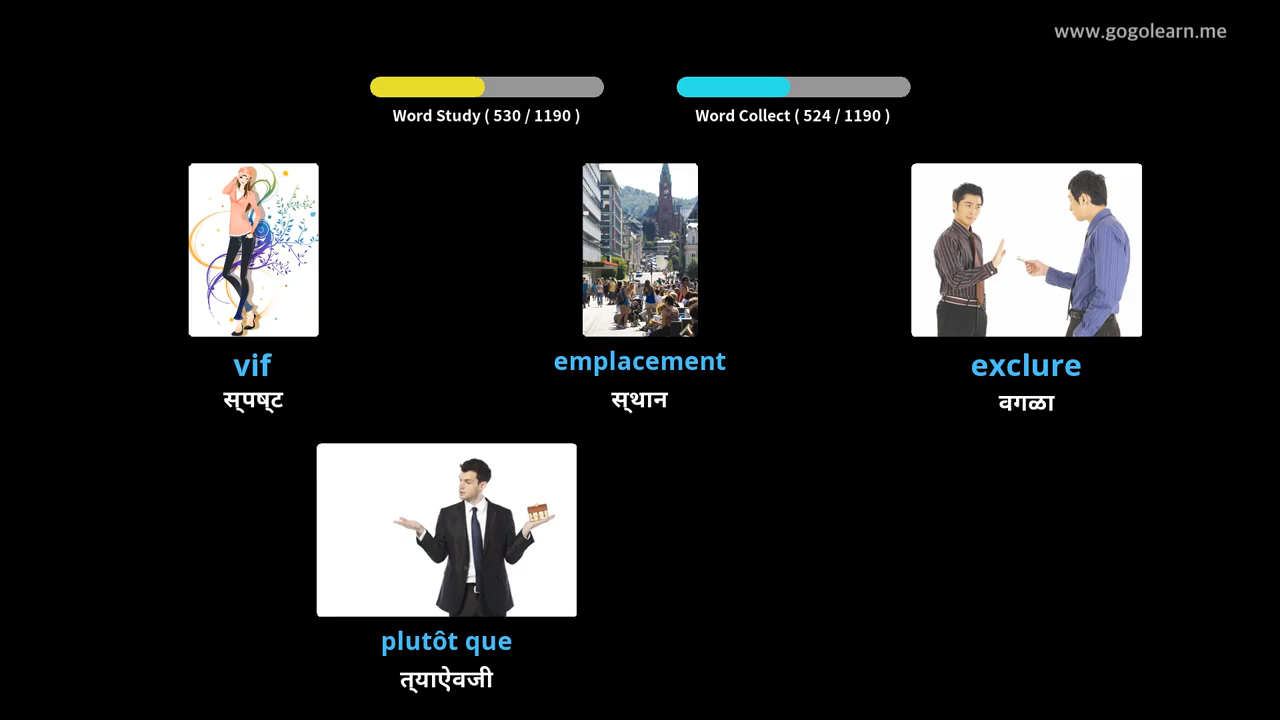 www.gogolearn.me
Word Study ( 530 / 1190 )
Word Collect ( 524 / 1190 )
vif
स्पष्ट
emplacement
स्थान
exclure
वगळा
plutôt que
त्याऐवजी